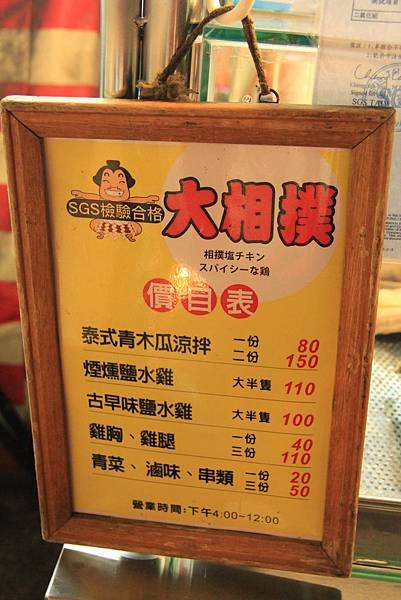 SGS檢驗合格
大相撲
相撲塩チキン
スパイシーな鶏
價目表
泰式青木瓜涼拌 一份 80
二份 150
煙燻鹽水雞 大半隻 110
古早味鹽水雞 大半隻 100
雞胸、雞腿 一份 40
三份 110
青菜、滷味、串類 一份 20
三份 50
營業時間:下午4:00~12:00